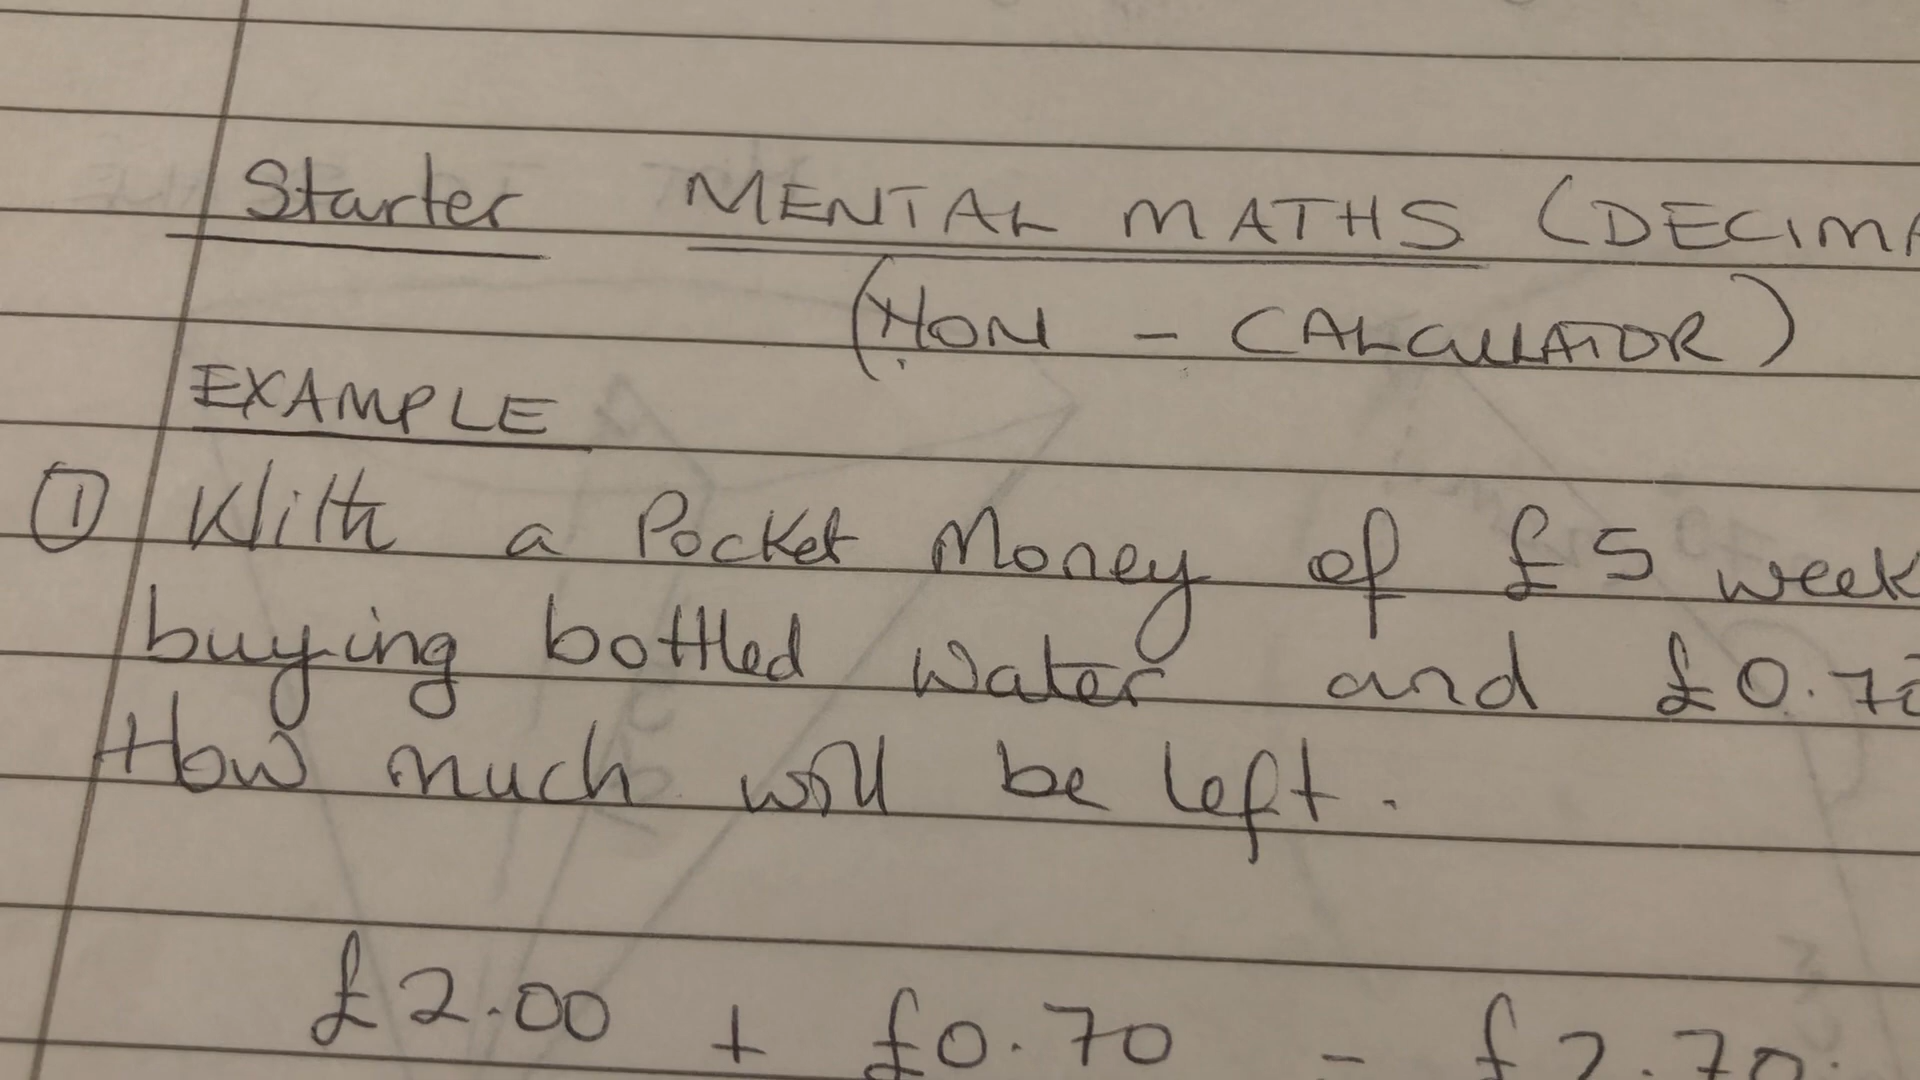 Starter MENTAL MATHS (DECIMA
(NON - CALCULATOR)
EXAMPLE
① With a Pocket Money of £5 week
buying bottled water and £0.70
How much will be left.
£2.00 + £0.70 = £2.70.